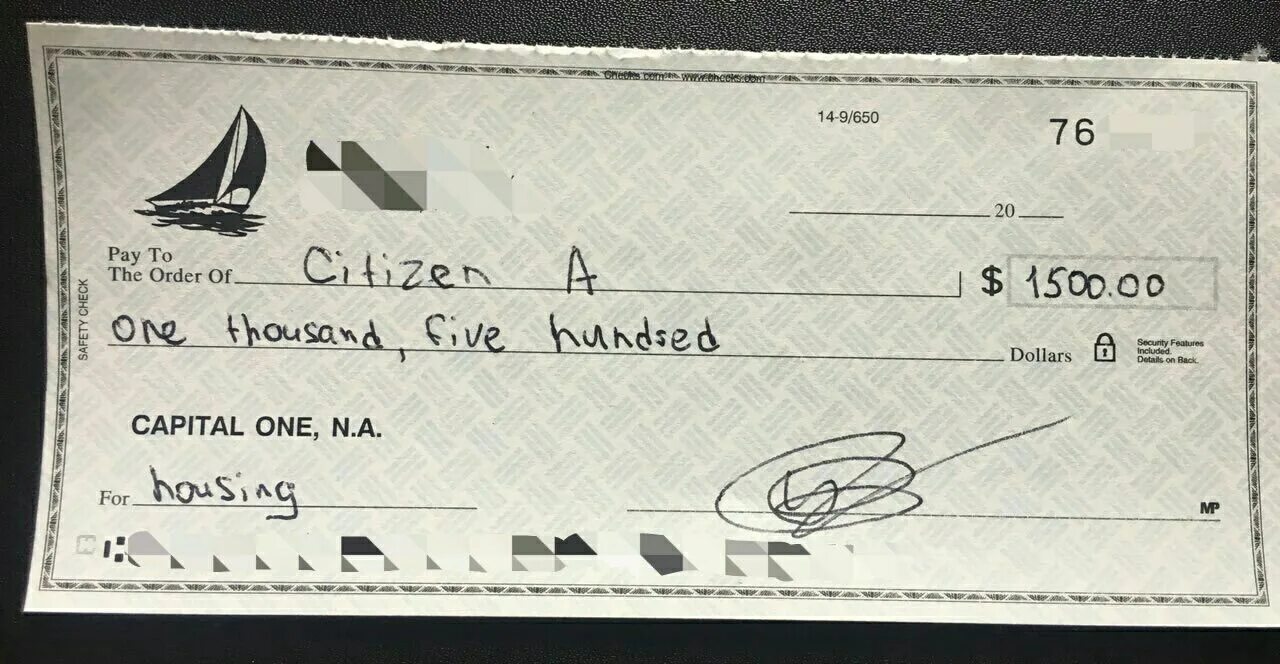 Checks.com www.checks.com
14-9/650
76
20
Pay To
The Order Of Citizen A $ 1500.00
one thousand, five hundred Dollars
Security Features
Included.
Details on Back.
SAFETY CHECK
CAPITAL ONE, N.A.
For housing
MP